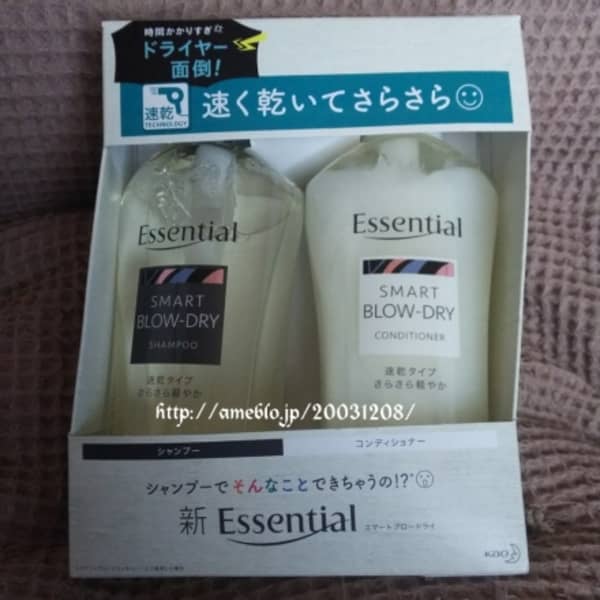 時間かかりすぎ
ドライヤー
面倒!
速乾
TECHNOLOGY
速く乾いてさらさら
Essential
SMART
BLOW-DRY
SHAMPOO
速乾タイプ
さらさら軽やか
Essential
SMART
BLOW-DRY
CONDITIONER
速乾タイプ
さらさら軽やか
http://ameblo.jp/20031208/
シャンプー
コンディショナー
シャンプーでそんなことできちゃうの!?*
新 Essential スマートブロードライ
Kao